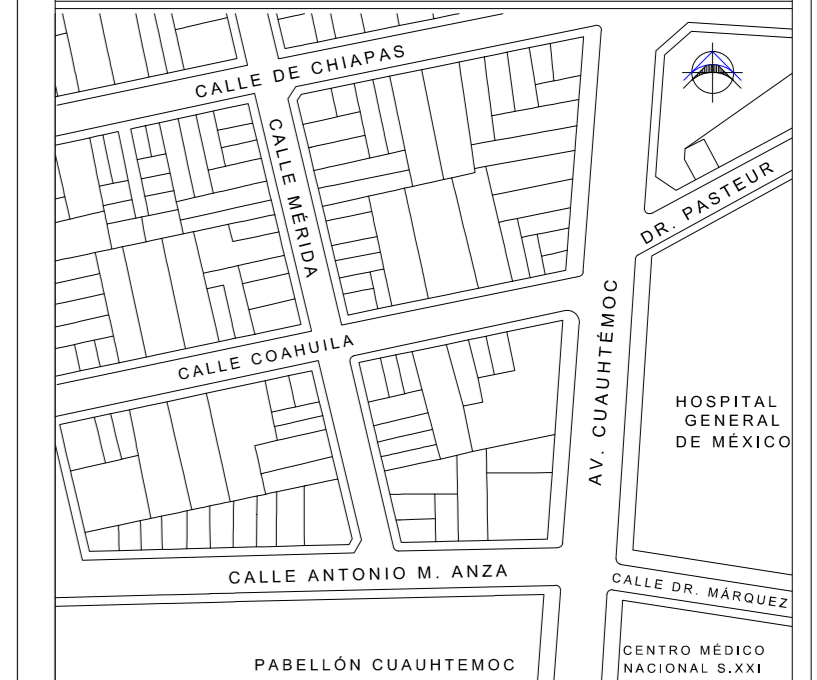 CALLE DE CHIAPAS
CALLE MÉRIDA
DR. PASTEUR
CALLE COAHUILA
AV. CUAUHTÉMOC
HOSPITAL
GENERAL
DE MÉXICO
CALLE ANTONIO M. ANZA
CALLE DR. MÁRQUEZ
PABELLÓN CUAUHTEMOC
CENTRO MÉDICO
NACIONAL S.XXI